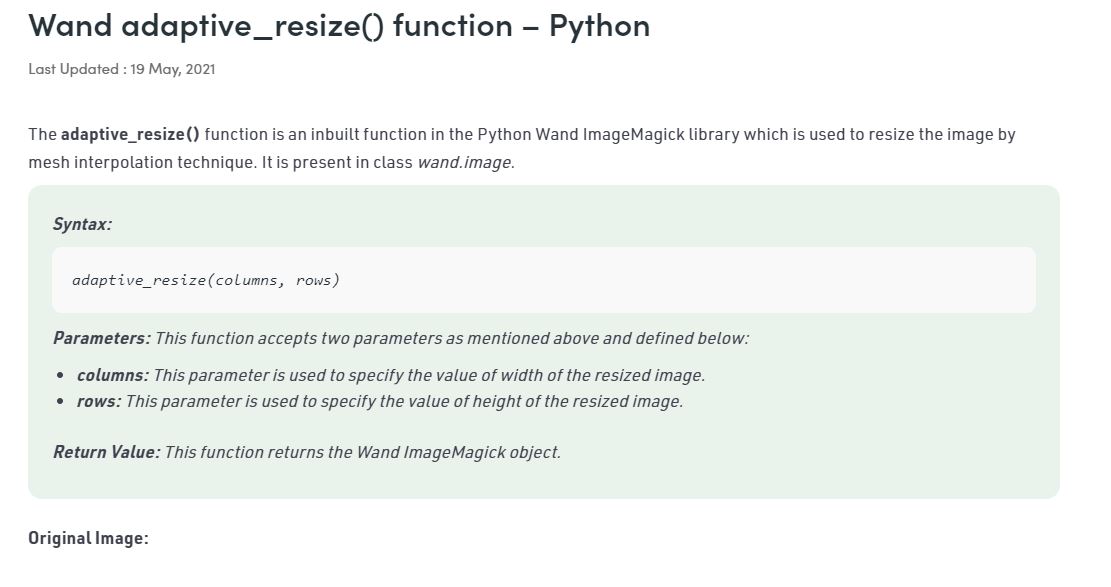 Wand adaptive_resize() function – Python
Last Updated : 19 May, 2021
The adaptive_resize() function is an inbuilt function in the Python Wand ImageMagick library which is used to resize the image by
mesh interpolation technique. It is present in class wand.image.
Syntax:
adaptive_resize(columns, rows)
Parameters: This function accepts two parameters as mentioned above and defined below:
• columns: This parameter is used to specify the value of width of the resized image.
• rows: This parameter is used to specify the value of height of the resized image.
Return Value: This function returns the Wand ImageMagick object.
Original Image: